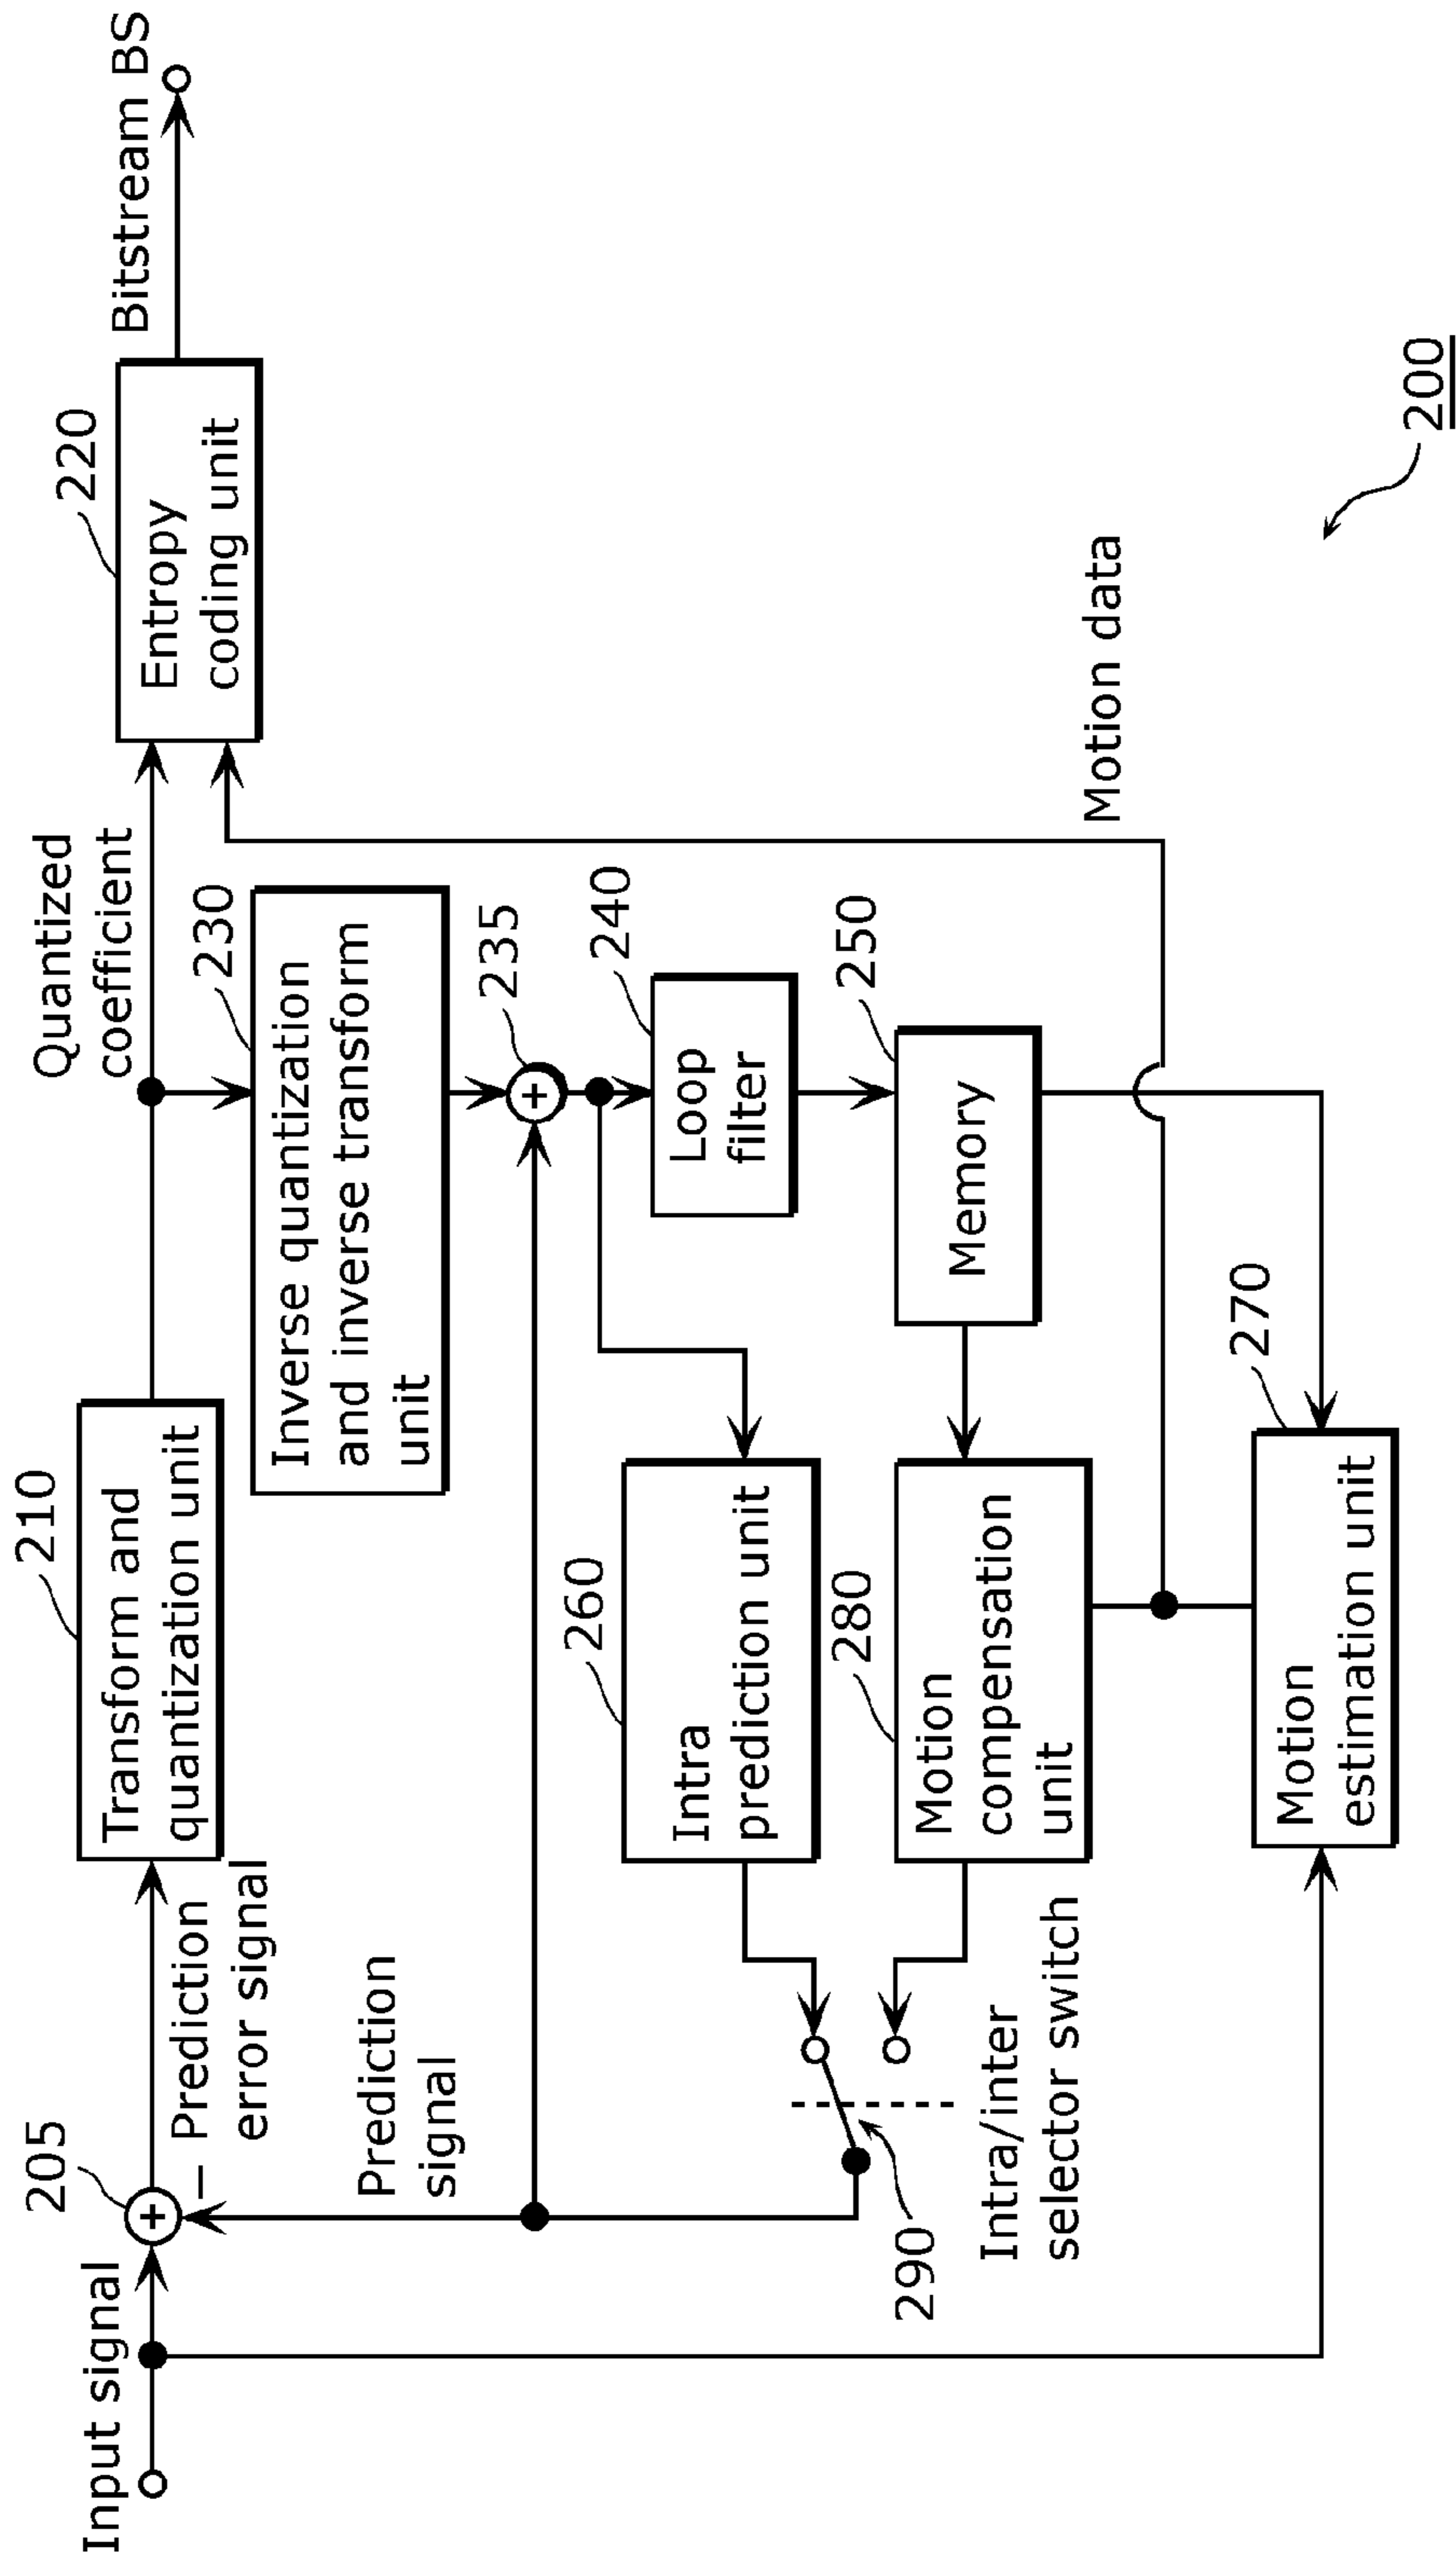 Input signal
205
+
−
Prediction
error signal
210
Transform and
quantization unit
Quantized
coefficient
220
Entropy
coding unit
Bitstream BS
230
Inverse quantization
and inverse transform
unit
235
+
Prediction
signal
240
Loop
filter
250
Memory
260
Intra
prediction unit
280
Motion
compensation
unit
290
Intra/inter
selector switch
270
Motion
estimation unit
Motion data
200